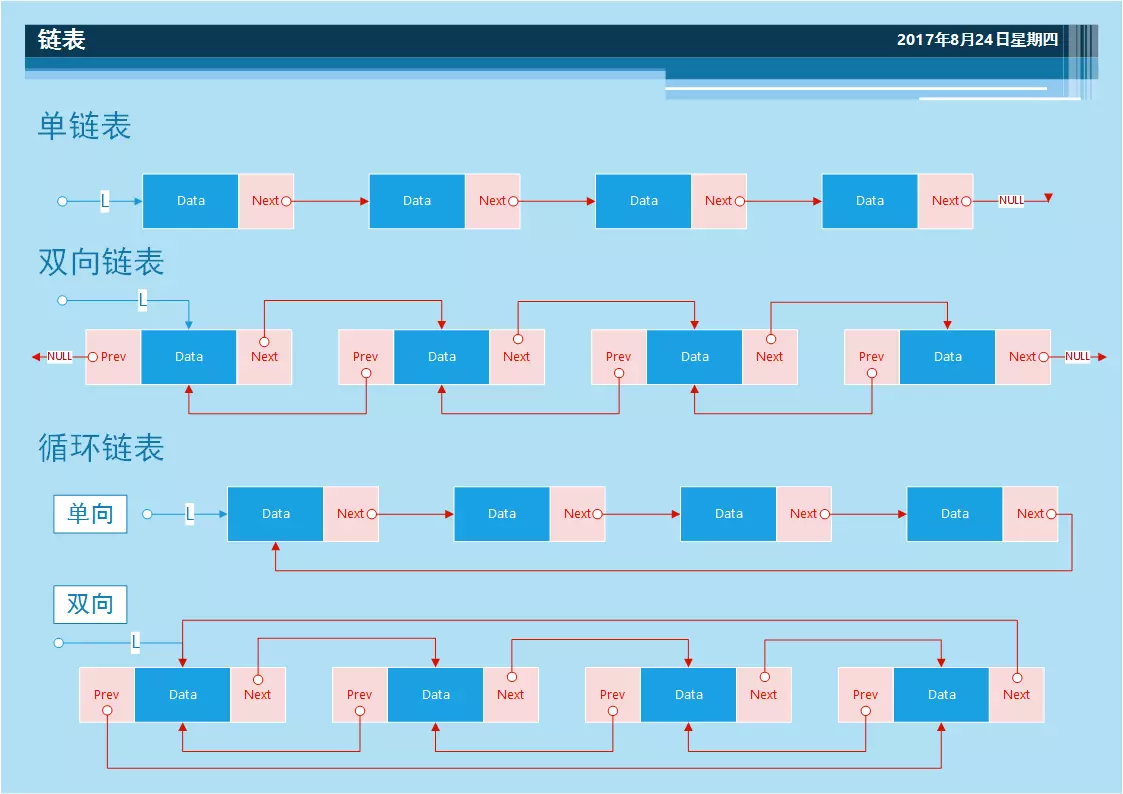 链表 2017年8月24日星期四
单链表
L Data Next Data Next Data Next Data Next NULL
双向链表
L
NULL Prev Data Next Prev Data Next Prev Data Next Prev Data Next NULL
循环链表
单向 L Data Next Data Next Data Next Data Next
双向
L
Prev Data Next Prev Data Next Prev Data Next Prev Data Next